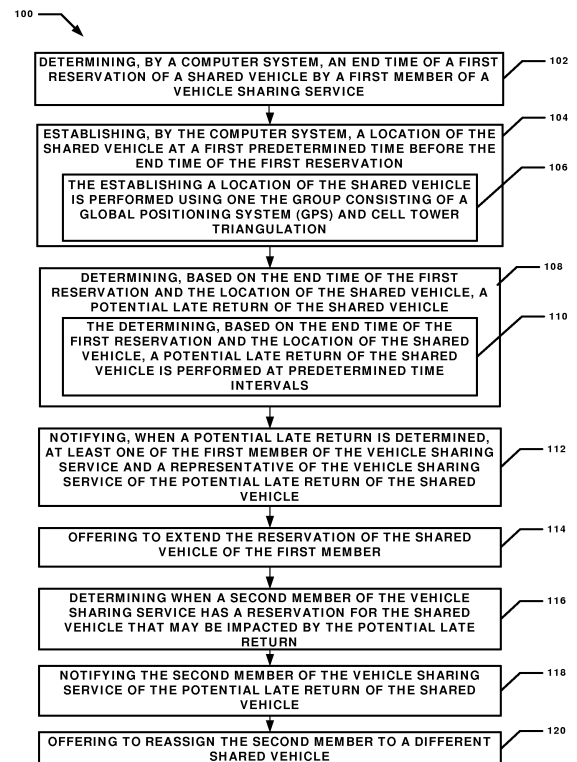 100
DETERMINING, BY A COMPUTER SYSTEM, AN END TIME OF A FIRST
RESERVATION OF A SHARED VEHICLE BY A FIRST MEMBER OF A
VEHICLE SHARING SERVICE
102
ESTABLISHING, BY THE COMPUTER SYSTEM, A LOCATION OF THE
SHARED VEHICLE AT A FIRST PREDETERMINED TIME BEFORE THE
END TIME OF THE FIRST RESERVATION
104
THE ESTABLISHING A LOCATION OF THE SHARED VEHICLE
IS PERFORMED USING ONE THE GROUP CONSISTING OF A
GLOBAL POSITIONING SYSTEM (GPS) AND CELL TOWER
TRIANGULATION
106
DETERMINING, BASED ON THE END TIME OF THE FIRST
RESERVATION AND THE LOCATION OF THE SHARED VEHICLE, A
POTENTIAL LATE RETURN OF THE SHARED VEHICLE
108
THE DETERMINING, BASED ON THE END TIME OF THE
FIRST RESERVATION AND THE LOCATION OF THE SHARED
VEHICLE, A POTENTIAL LATE RETURN OF THE SHARED
VEHICLE IS PERFORMED AT PREDETERMINED TIME
INTERVALS
110
NOTIFYING, WHEN A POTENTIAL LATE RETURN IS DETERMINED,
AT LEAST ONE OF THE FIRST MEMBER OF THE VEHICLE SHARING
SERVICE AND A REPRESENTATIVE OF THE VEHICLE SHARING
SERVICE OF THE POTENTIAL LATE RETURN OF THE SHARED
VEHICLE
112
OFFERING TO EXTEND THE RESERVATION OF THE SHARED
VEHICLE OF THE FIRST MEMBER
114
DETERMINING WHEN A SECOND MEMBER OF THE VEHICLE
SHARING SERVICE HAS A RESERVATION FOR THE SHARED
VEHICLE THAT MAY BE IMPACTED BY THE POTENTIAL LATE
RETURN
116
NOTIFYING THE SECOND MEMBER OF THE VEHICLE SHARING
SERVICE OF THE POTENTIAL LATE RETURN OF THE SHARED
VEHICLE
118
OFFERING TO REASSIGN THE SECOND MEMBER TO A DIFFERENT
SHARED VEHICLE
120